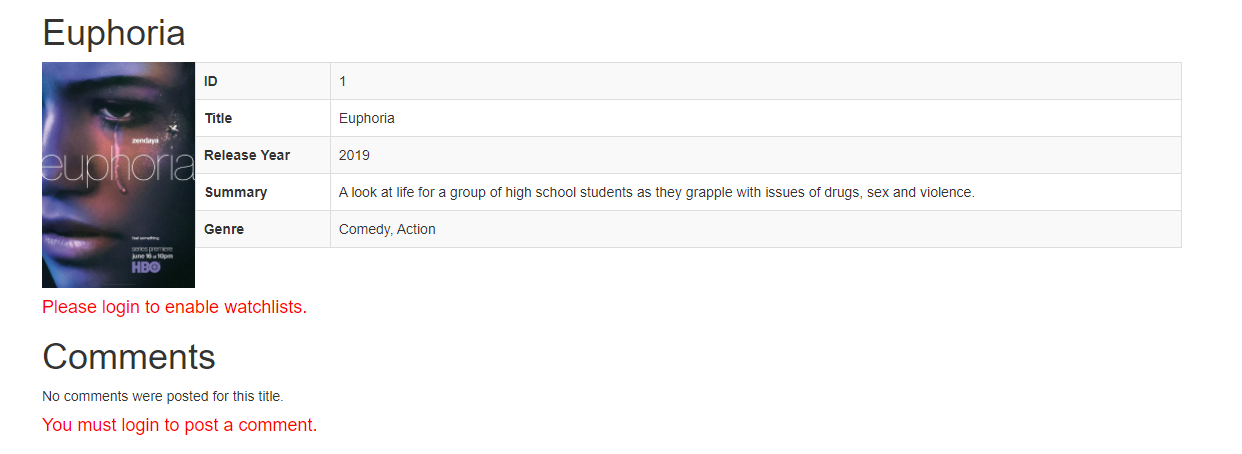 Euphoria
zendaya
euphoria
feel something
series premiere
june 16 at 10pm
HBO
ID 1
Title Euphoria
Release Year 2019
Summary A look at life for a group of high school students as they grapple with issues of drugs, sex and violence.
Genre Comedy, Action
Please login to enable watchlists.
Comments
No comments were posted for this title.
You must login to post a comment.